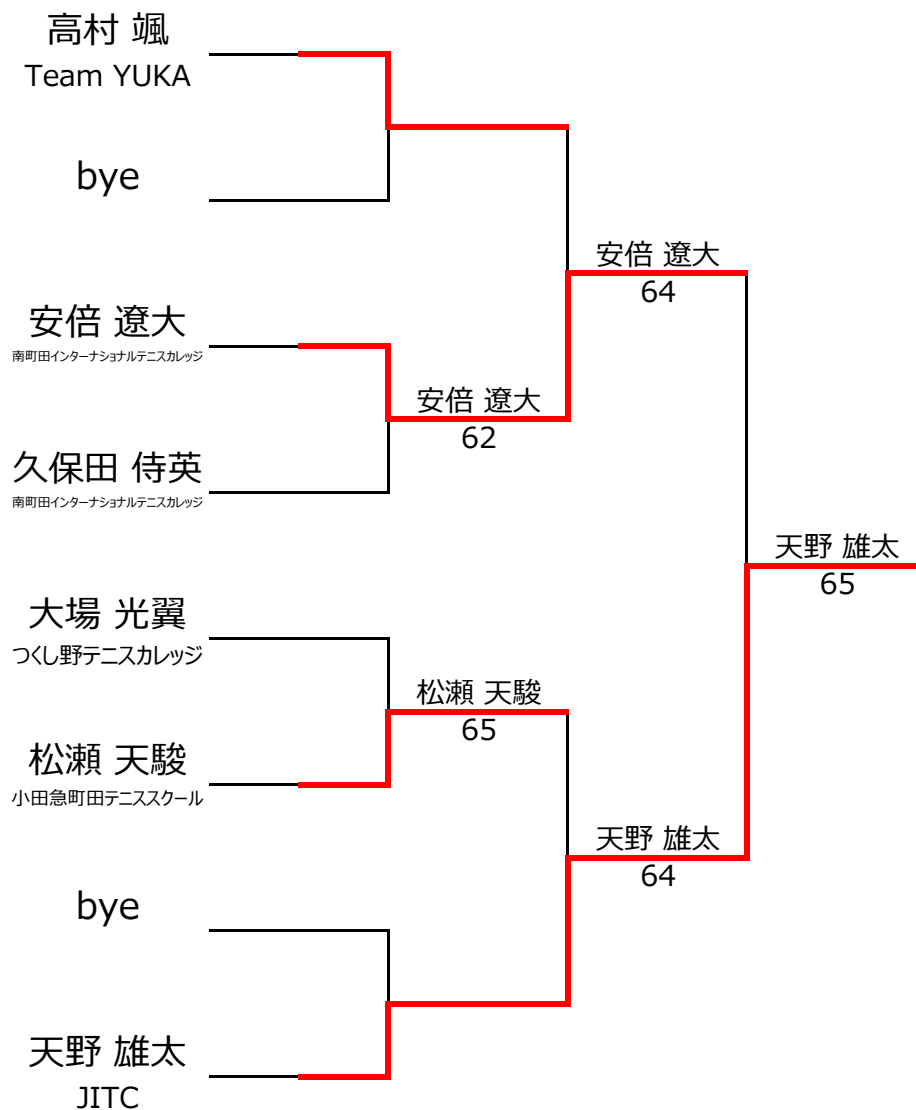 高村 颯
Team YUKA
bye
安倍 遼大
南町田インターナショナルテニスカレッジ
久保田 侍英
南町田インターナショナルテニスカレッジ
大場 光翼
つくし野テニスカレッジ
松瀬 天駿
小田急町田テニススクール
bye
天野 雄太
JITC
安倍 遼大
62
松瀬 天駿
65
安倍 遼大
64
天野 雄太
64
天野 雄太
65